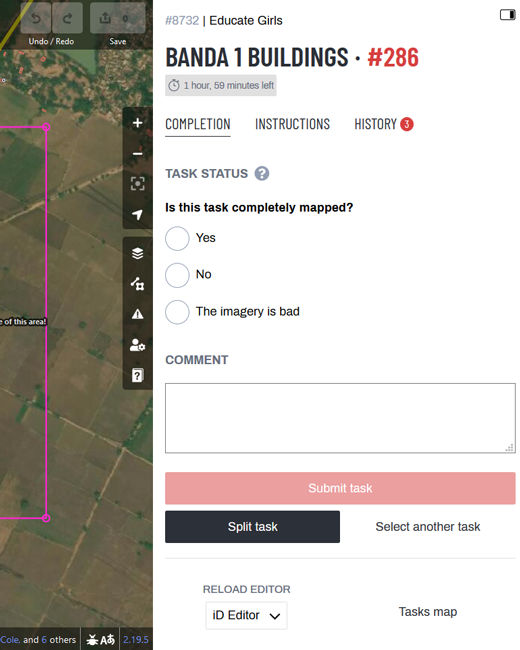 Undo / Redo
0
Save
e of this area!
Cole, and 6 others
Aあ
2.19.5
#8732 | Educate Girls
BANDA 1 BUILDINGS · #286
1 hour, 59 minutes left
COMPLETION INSTRUCTIONS HISTORY 3
TASK STATUS ?
Is this task completely mapped?
Yes
No
The imagery is bad
COMMENT
Submit task
Split task Select another task
RELOAD EDITOR
iD Editor
Tasks map